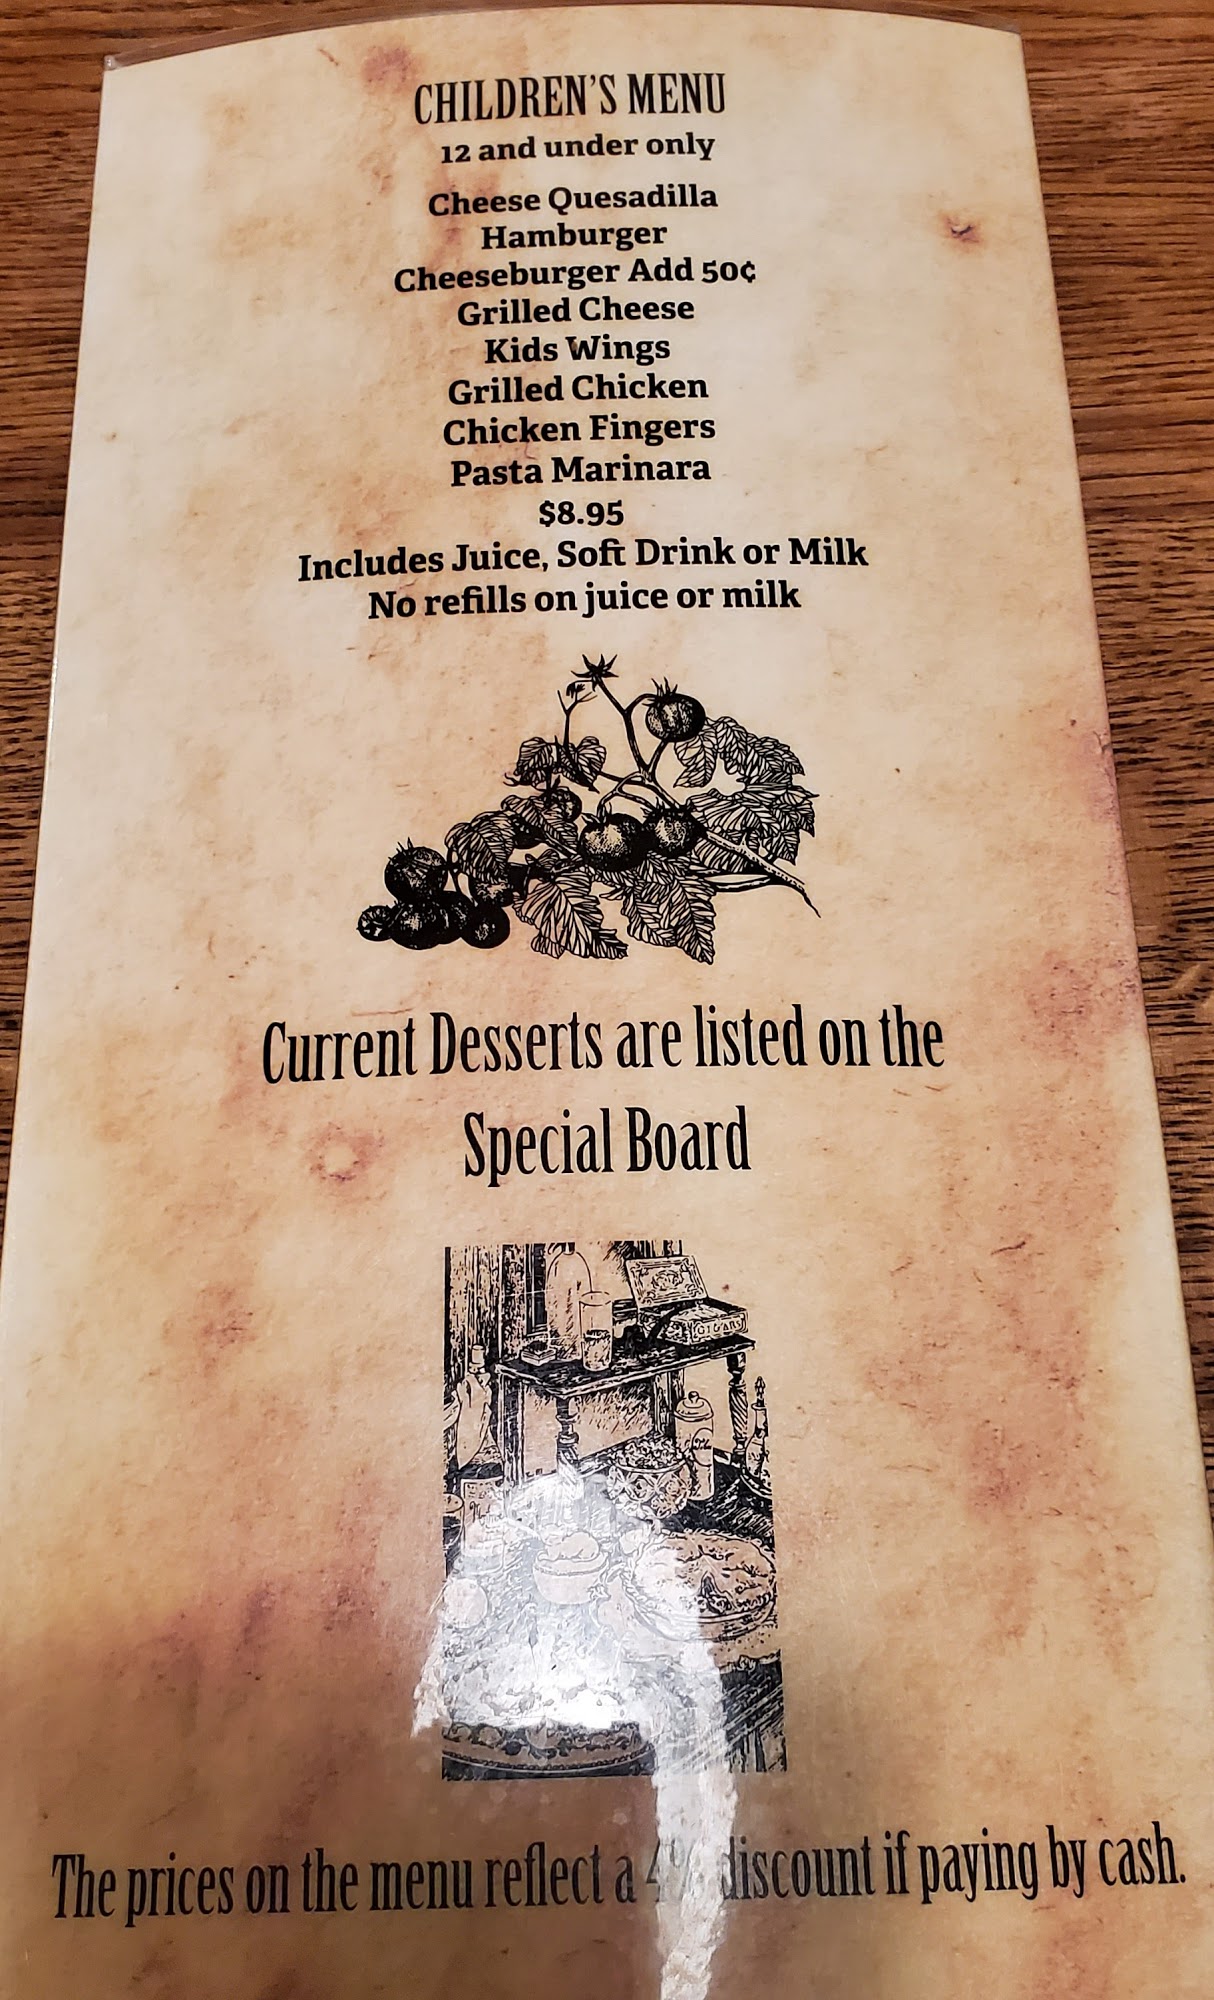 CHILDREN'S MENU
12 and under only
Cheese Quesadilla
Hamburger
Cheeseburger Add 50¢
Grilled Cheese
Kids Wings
Grilled Chicken
Chicken Fingers
Pasta Marinara
$8.95
Includes Juice, Soft Drink or Milk
No refills on juice or milk
Current Desserts are listed on the
Special Board
CIGARS
The prices on the menu reflect a 4% discount if paying by cash.